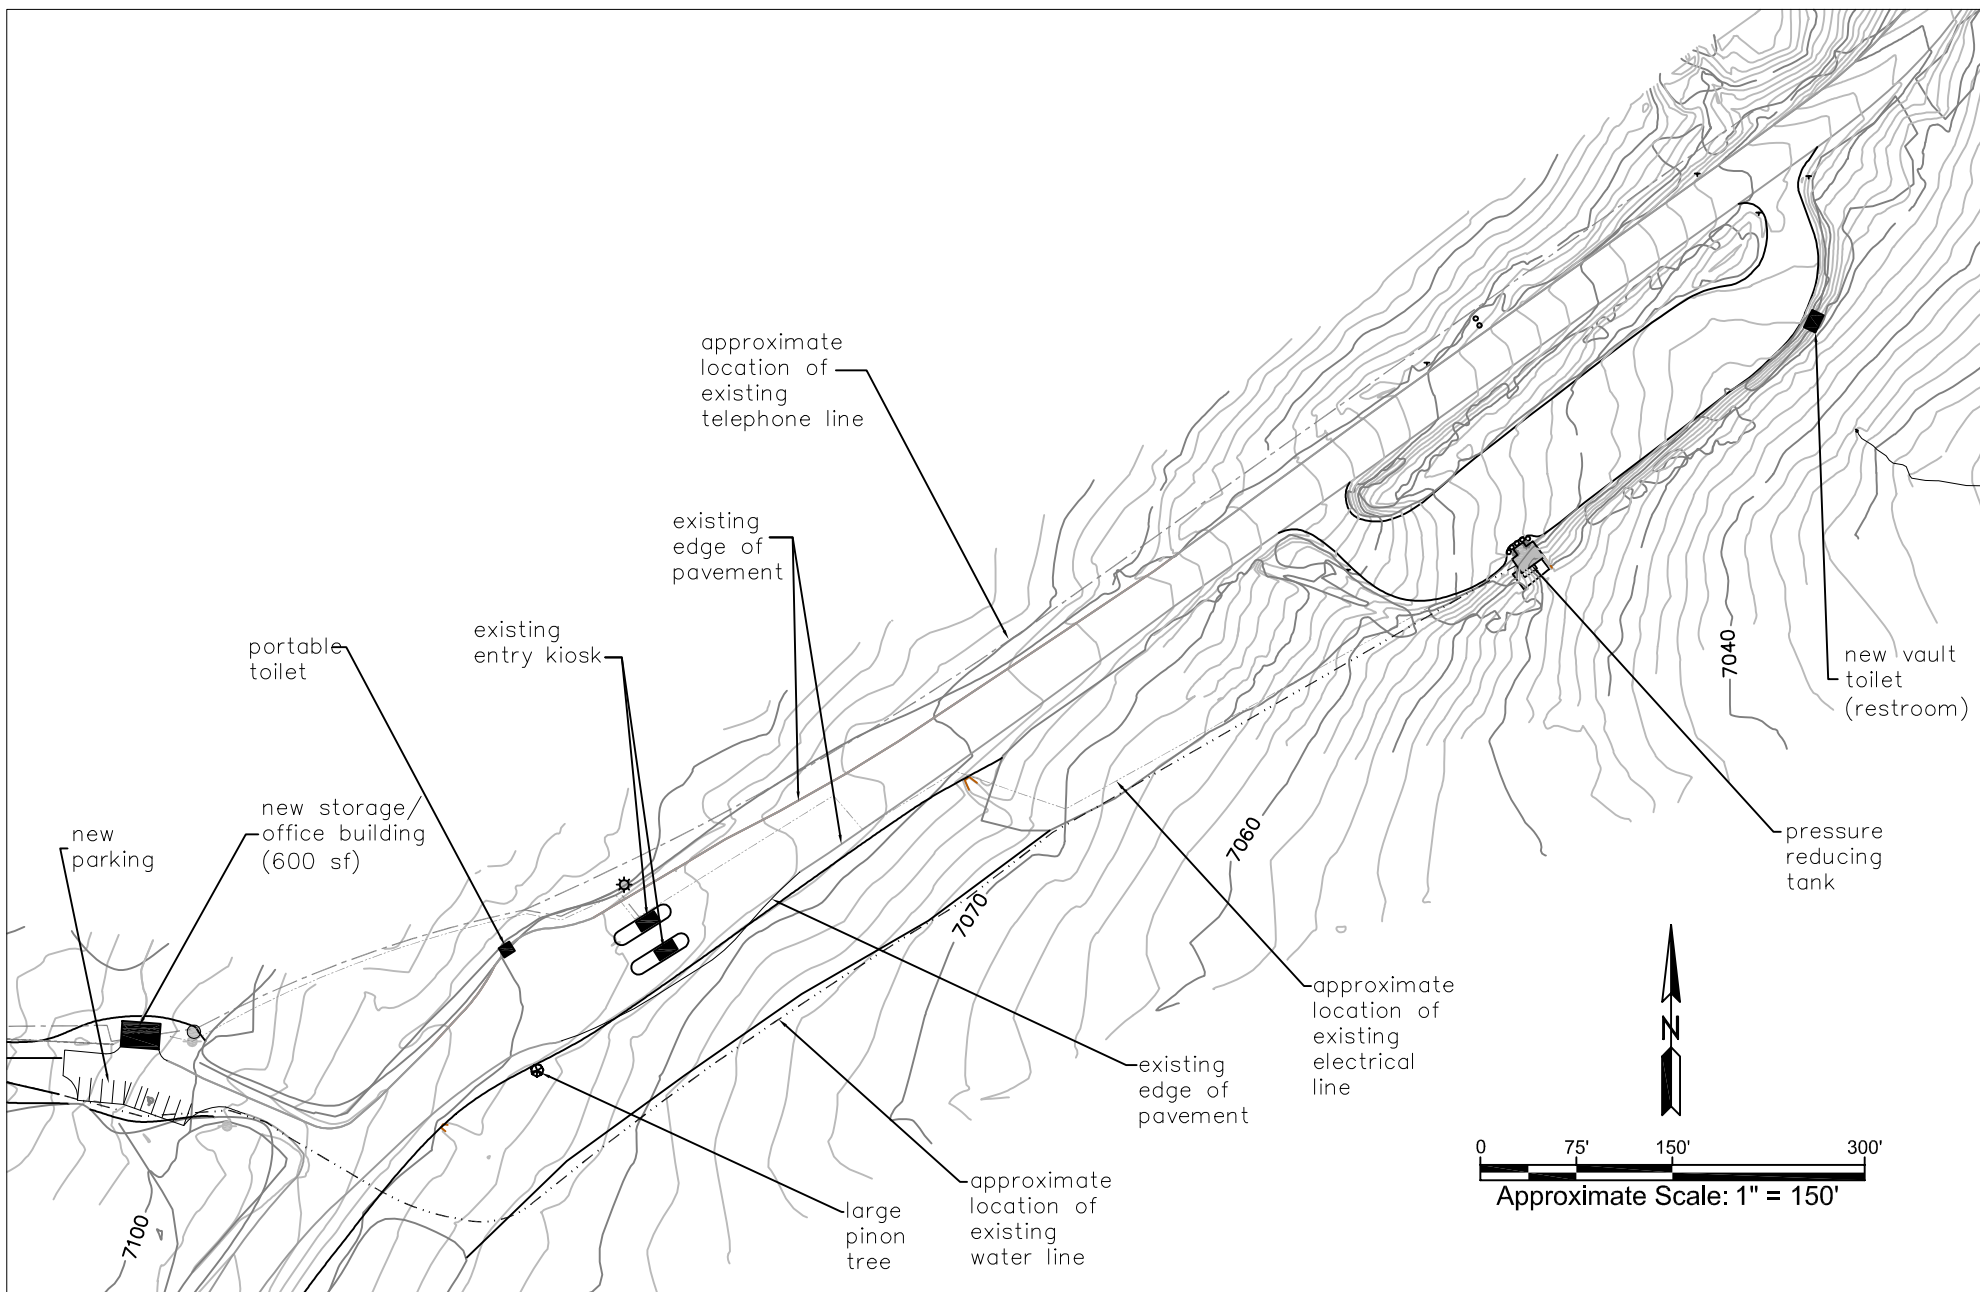 approximate
location of
existing
telephone line
existing
edge of
pavement
existing
entry kiosk
portable
toilet
new storage/
office building
(600 sf)
new
parking
7040
new vault
toilet
(restroom)
7060
pressure
reducing
tank
7070
approximate
location of
existing
electrical
line
existing
edge of
pavement
N
0 75' 150' 300'
Approximate Scale: 1" = 150'
approximate
location of
existing
water line
large
pinon
tree
7100